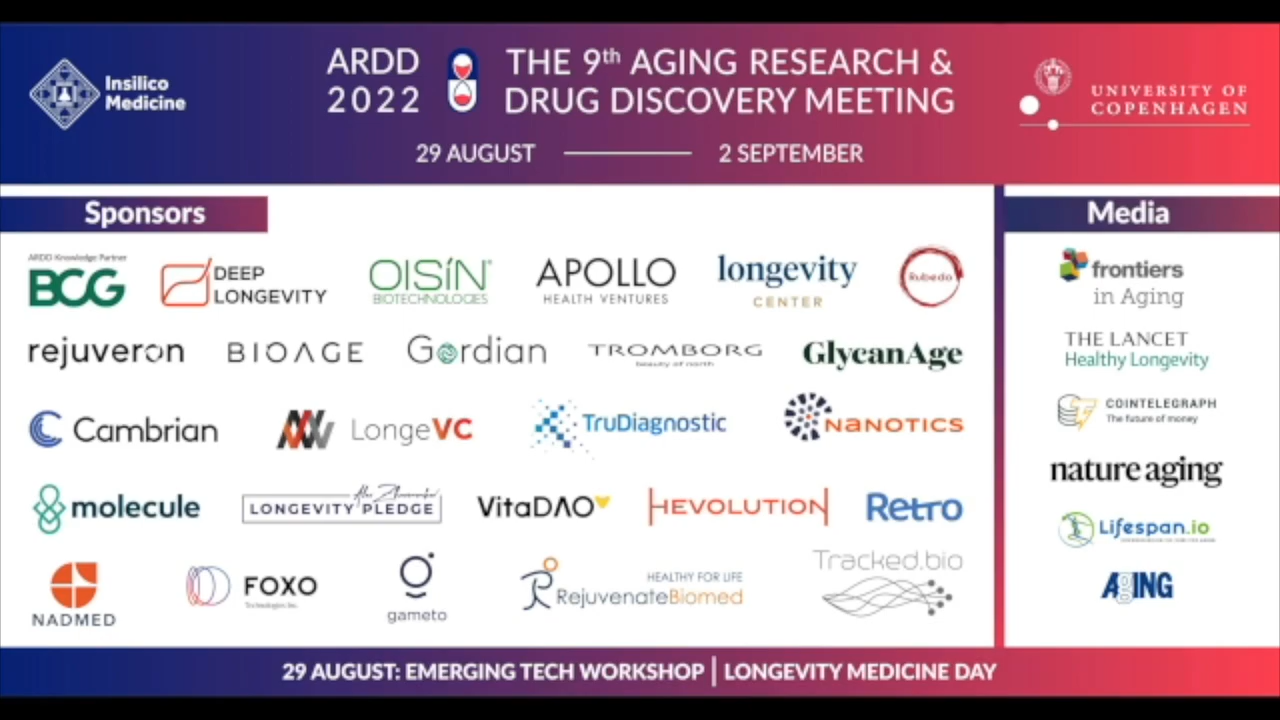 Insilico
Medicine
ARDD
2022
THE 9th AGING RESEARCH &
DRUG DISCOVERY MEETING
29 AUGUST
2 SEPTEMBER
UNIVERSITY OF
COPENHAGEN
Sponsors
ARDD Knowledge Partner
BCG
DEEP
LONGEVITY
OISÍN®
BIOTECHNOLOGIES
APOLLO
HEALTH VENTURES
longevity
CENTER
Rubedo
rejuveron
BIOAGE
Gordian
TROMBORG
beauty of north
GlycanAge
Cambrian
LongeVC
TruDiagnostic
NANOTICS
molecule
LONGEVITY PLEDGE
VitaDAO
HEVOLUTION
Retro
NADMED
FOXO
Technologies Inc.
gameto
HEALTHY FOR LIFE
RejuvenateBiomed
Tracked.bio
Media
frontiers
in Aging
THE LANCET
Healthy Longevity
COINTELEGRAPH
The future of money
nature aging
Lifespan.io
AgING
29 AUGUST: EMERGING TECH WORKSHOP | LONGEVITY MEDICINE DAY